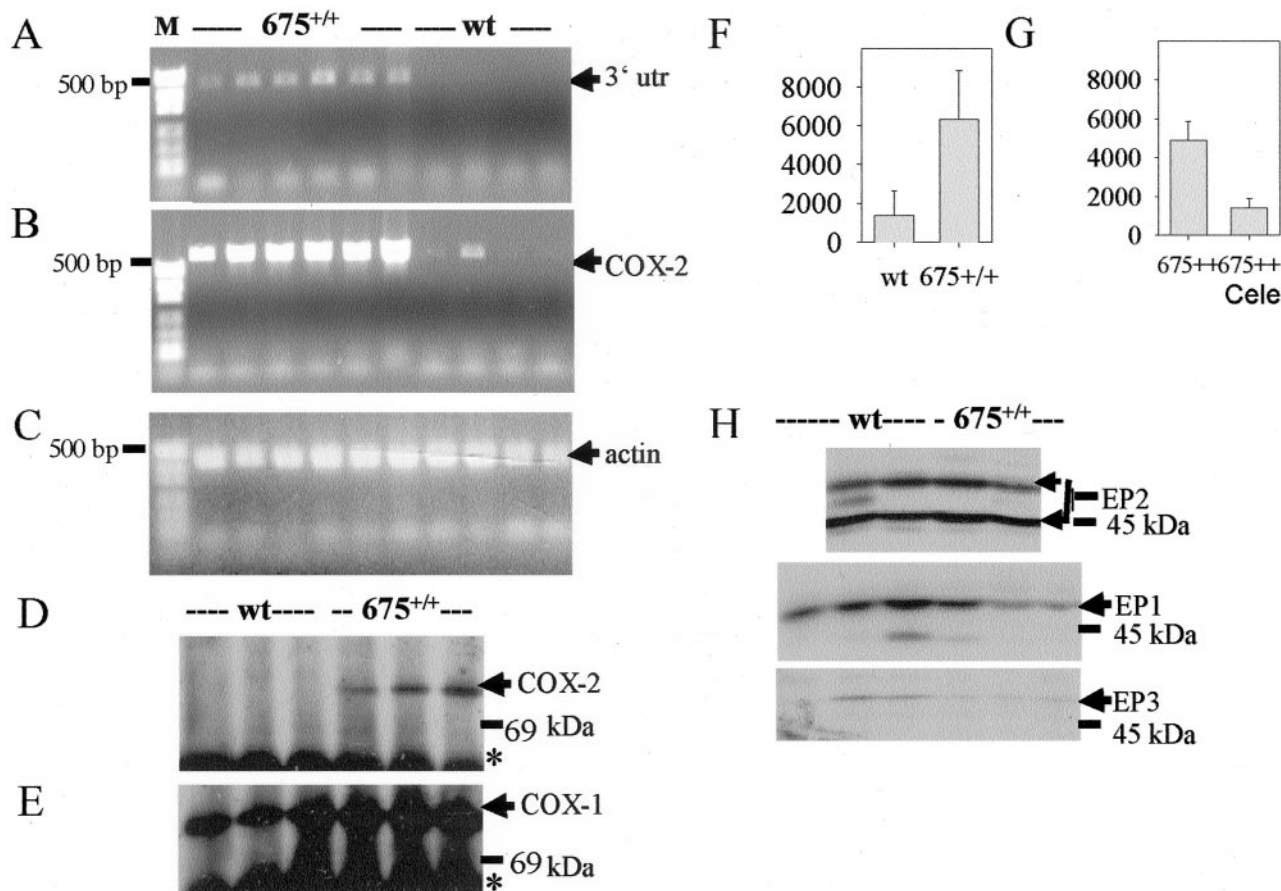 A
M ----- 675+/+ ---- ----- wt -----
500 bp
3‘ utr
B
500 bp
COX-2
C
500 bp
actin
D
---- wt---- -- 675+/+ ---
COX-2
69 kDa
*
E
COX-1
69 kDa
*
F
8000
6000
4000
2000
0
wt 675+/+
G
8000
6000
4000
2000
0
675++ 675++
Cele
H
------ wt---- - 675+/+ ---
EP2
45 kDa
EP1
45 kDa
EP3
45 kDa